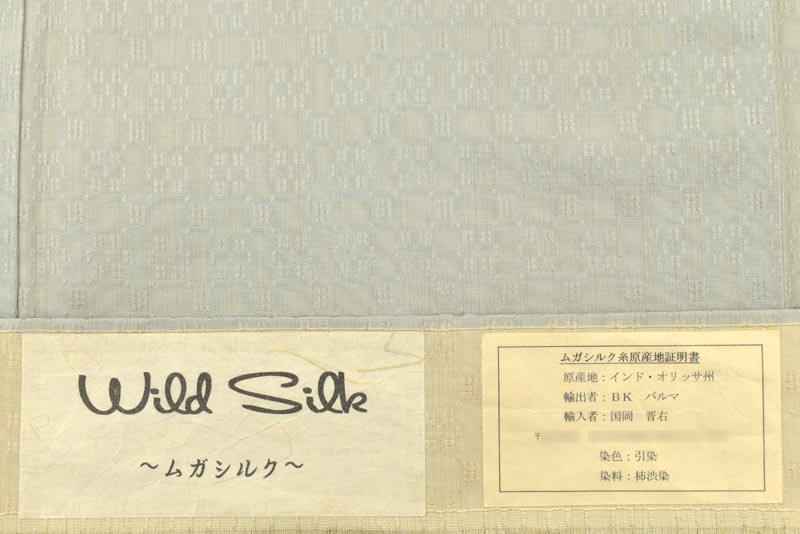 Wild Silk
～ムガシルク～
ムガシルク糸原産地証明書
原産地：インド・オリッサ州
輸出者：ＢＫ　バルマ
輸入者：国岡　晋右
〒
染色：引染
染料：柿渋染